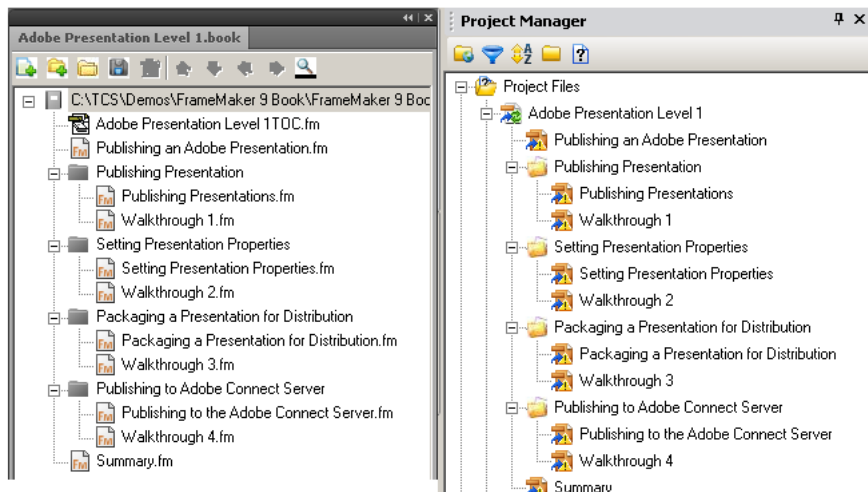 Adobe Presentation Level 1.book
C:\TCS\Demos\FrameMaker 9 Book\FrameMaker 9 Boc
Adobe Presentation Level 1TOC.fm
Publishing an Adobe Presentation.fm
Publishing Presentation
Publishing Presentations.fm
Walkthrough 1.fm
Setting Presentation Properties
Setting Presentation Properties.fm
Walkthrough 2.fm
Packaging a Presentation for Distribution
Packaging a Presentation for Distribution.fm
Walkthrough 3.fm
Publishing to Adobe Connect Server
Publishing to the Adobe Connect Server.fm
Walkthrough 4.fm
Summary.fm
Project Manager
Project Files
Adobe Presentation Level 1
Publishing an Adobe Presentation
Publishing Presentation
Publishing Presentations
Walkthrough 1
Setting Presentation Properties
Setting Presentation Properties
Walkthrough 2
Packaging a Presentation for Distribution
Packaging a Presentation for Distribution
Walkthrough 3
Publishing to Adobe Connect Server
Publishing to the Adobe Connect Server
Walkthrough 4
Summary